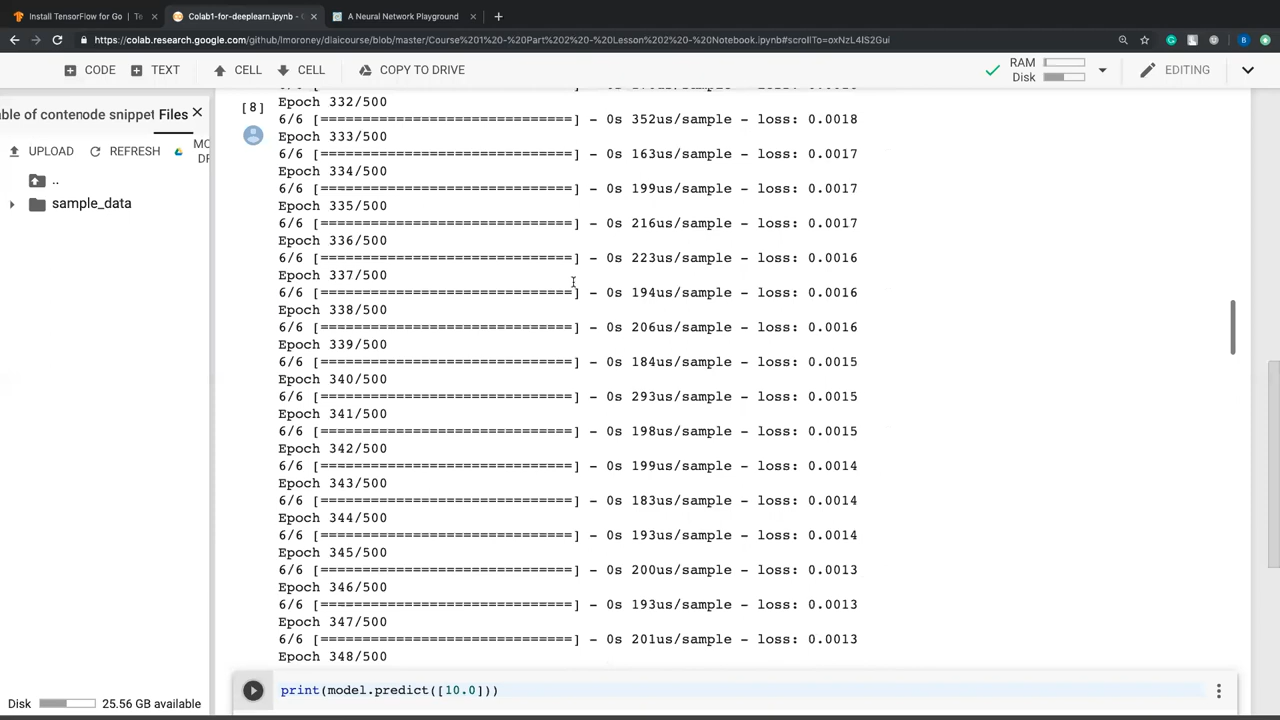 Install TensorFlow for Go | Te
Colab1-for-deeplearn.ipynb - C
A Neural Network Playground
https://colab.research.google.com/github/lmoroney/dlaicourse/blob/master/Course%201%20-%20Part%202%20-%20Lesson%202%20-%20Notebook.ipynb#scrollTo=oxNzL4lS2Gui
CODE TEXT CELL CELL COPY TO DRIVE
RAM
Disk
EDITING
le of contenode snippet Files
UPLOAD REFRESH
..
sample_data
Disk 25.56 GB available
[8]
Epoch 332/500
6/6 [==============================] - 0s 352us/sample - loss: 0.0018
Epoch 333/500
6/6 [==============================] - 0s 163us/sample - loss: 0.0017
Epoch 334/500
6/6 [==============================] - 0s 199us/sample - loss: 0.0017
Epoch 335/500
6/6 [==============================] - 0s 216us/sample - loss: 0.0017
Epoch 336/500
6/6 [==============================] - 0s 223us/sample - loss: 0.0016
Epoch 337/500
6/6 [==============================] - 0s 194us/sample - loss: 0.0016
Epoch 338/500
6/6 [==============================] - 0s 206us/sample - loss: 0.0016
Epoch 339/500
6/6 [==============================] - 0s 184us/sample - loss: 0.0015
Epoch 340/500
6/6 [==============================] - 0s 293us/sample - loss: 0.0015
Epoch 341/500
6/6 [==============================] - 0s 198us/sample - loss: 0.0015
Epoch 342/500
6/6 [==============================] - 0s 199us/sample - loss: 0.0014
Epoch 343/500
6/6 [==============================] - 0s 183us/sample - loss: 0.0014
Epoch 344/500
6/6 [==============================] - 0s 193us/sample - loss: 0.0014
Epoch 345/500
6/6 [==============================] - 0s 200us/sample - loss: 0.0013
Epoch 346/500
6/6 [==============================] - 0s 193us/sample - loss: 0.0013
Epoch 347/500
6/6 [==============================] - 0s 201us/sample - loss: 0.0013
Epoch 348/500
print(model.predict([10.0]))